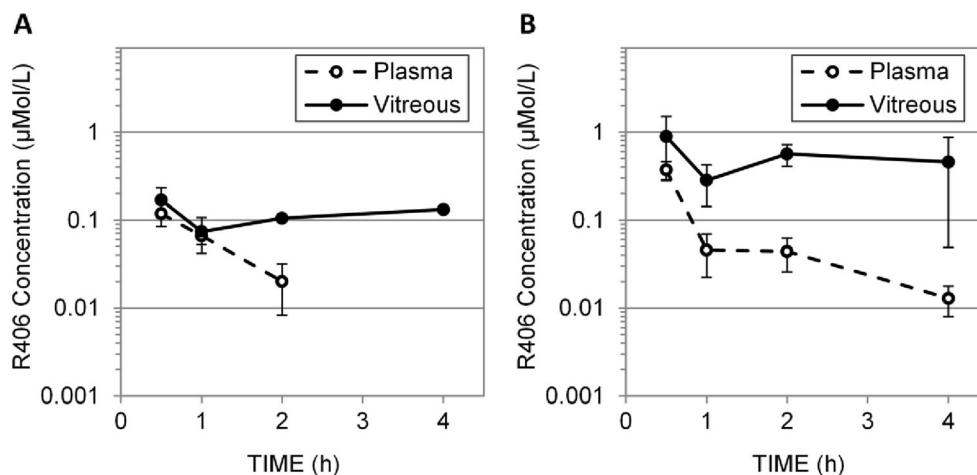 A
R406 Concentration (µMol/L)
Plasma
Vitreous
1
0.1
0.01
0.001
0 1 2 3 4
TIME (h)
B
R406 Concentration (µMol/L)
Plasma
Vitreous
1
0.1
0.01
0.001
0 1 2 3 4
TIME (h)